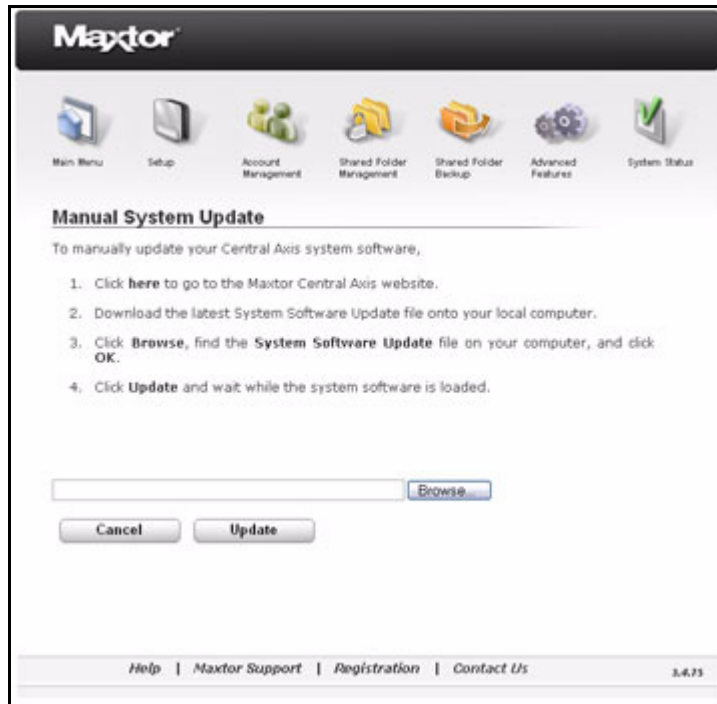 Maxtor
Main Menu
Setup
Account Management
Shared Folder Management
Shared Folder Backup
Advanced Features
System Status
Manual System Update
To manually update your Central Axis system software,
1. Click here to go to the Maxtor Central Axis website.
2. Download the latest System Software Update file onto your local computer.
3. Click Browse, find the System Software Update file on your computer, and click
OK.
4. Click Update and wait while the system software is loaded.
Browse...
Cancel Update
Help | Maxtor Support | Registration | Contact Us
3.4.73